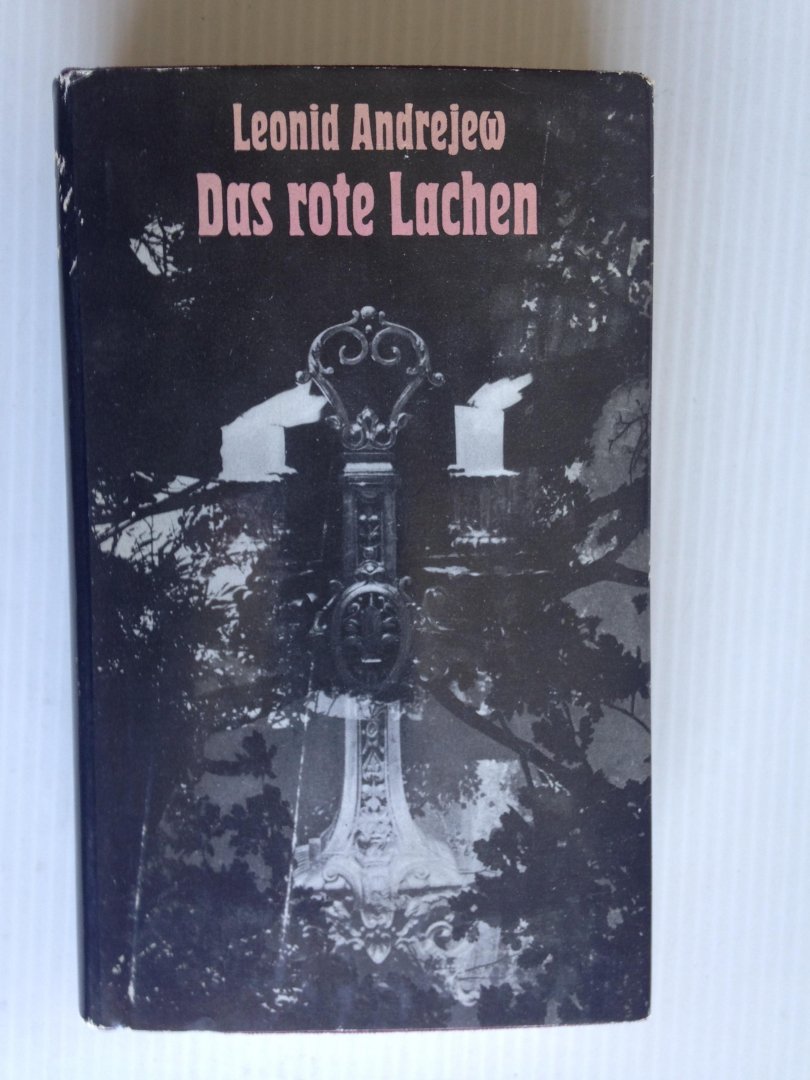 Leonid Andrejew
Das rote Lachen